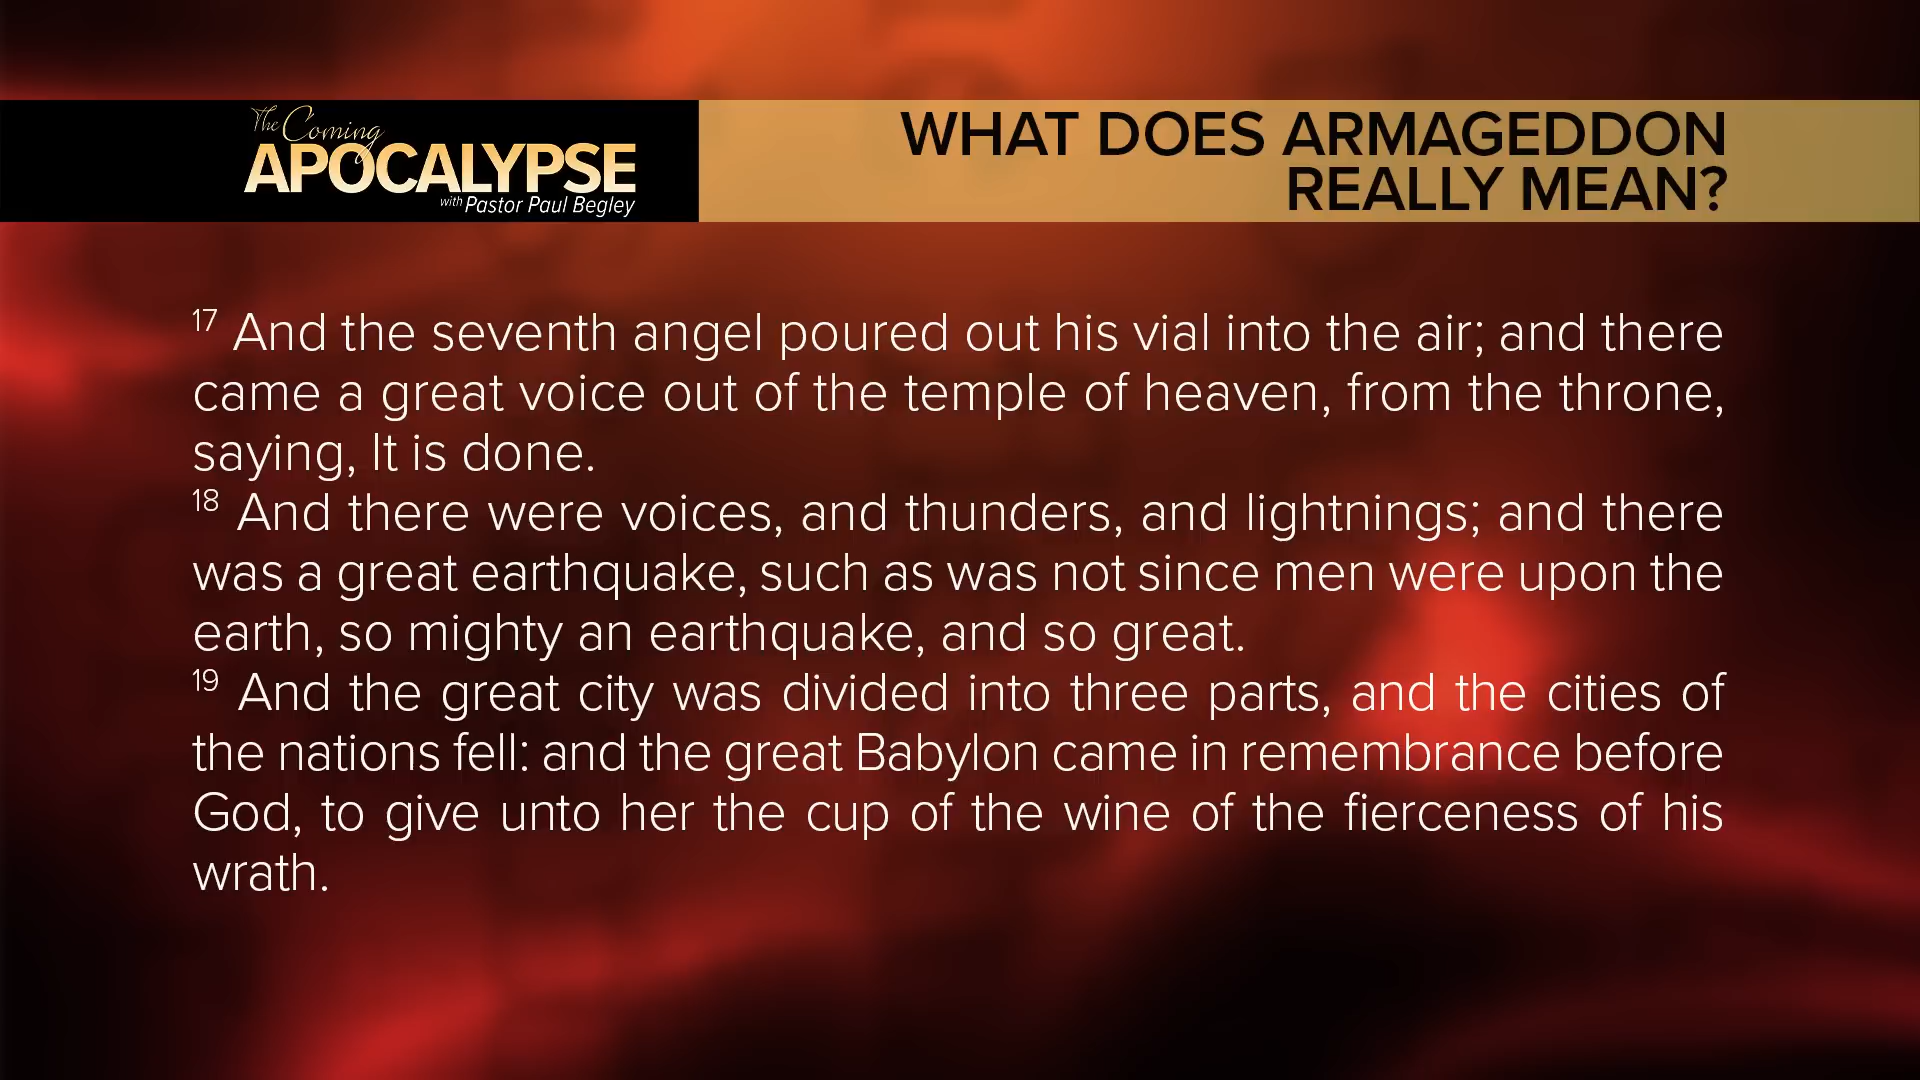 The Coming
APOCALYPSE
with Pastor Paul Begley
WHAT DOES ARMAGEDDON
REALLY MEAN?
17 And the seventh angel poured out his vial into the air; and there
came a great voice out of the temple of heaven, from the throne,
saying, It is done.
18 And there were voices, and thunders, and lightnings; and there
was a great earthquake, such as was not since men were upon the
earth, so mighty an earthquake, and so great.
19 And the great city was divided into three parts, and the cities of
the nations fell: and the great Babylon came in remembrance before
God, to give unto her the cup of the wine of the fierceness of his
wrath.